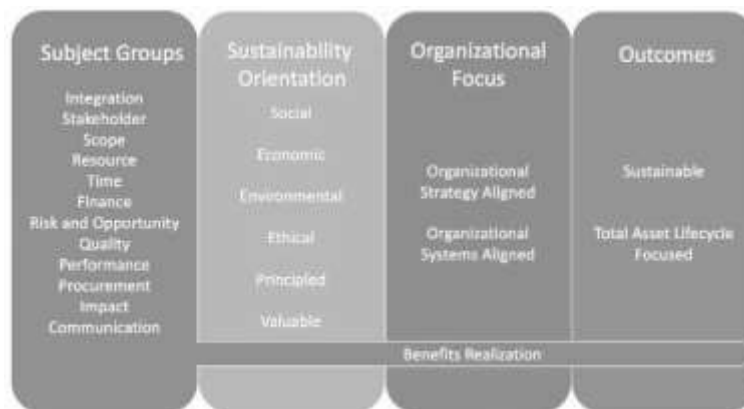 Subject Groups
Integration
Stakeholder
Scope
Resource
Time
Finance
Risk and Opportunity
Quality
Performance
Procurement
Impact
Communication
Sustainability
Orientation
Social
Economic
Environmental
Ethical
Principled
Valuable
Organizational
Focus
Organizational
Strategy Aligned
Organizational
Systems Aligned
Outcomes
Sustainable
Total Asset Lifecycle
Focused
Benefits Realization